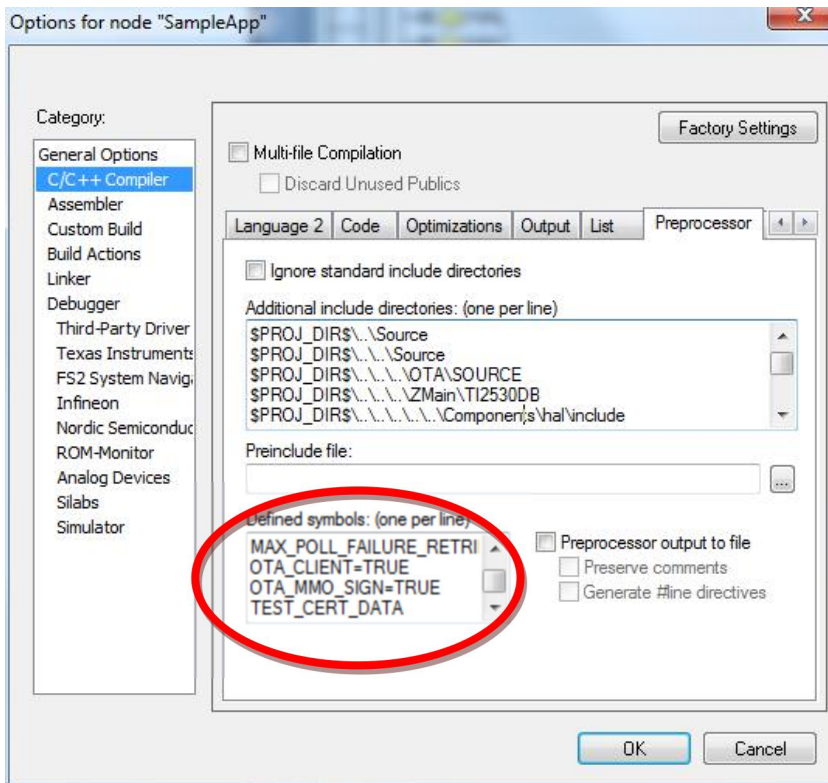 Options for node "SampleApp"
Category:
General Options
C/C++ Compiler
Assembler
Custom Build
Build Actions
Linker
Debugger
Third-Party Driver
Texas Instruments
FS2 System Naviga
Infineon
Nordic Semiconduc
ROM-Monitor
Analog Devices
Silabs
Simulator
Factory Settings
Multi-file Compilation
Discard Unused Publics
Language 2 Code Optimizations Output List Preprocessor
Ignore standard include directories
Additional include directories: (one per line)
$PROJ_DIR$\..\Source
$PROJ_DIR$\..\..\Source
$PROJ_DIR$\..\..\..\OTA\SOURCE
$PROJ_DIR$\..\..\..\ZMain\TI2530DB
$PROJ_DIR$\..\..\..\..\..\Components\hal\include
Preinclude file:
...
Defined symbols: (one per line)
MAX_POLL_FAILURE_RETRI
OTA_CLIENT=TRUE
OTA_MMO_SIGN=TRUE
TEST_CERT_DATA
Preprocessor output to file
Preserve comments
Generate #line directives
OK Cancel